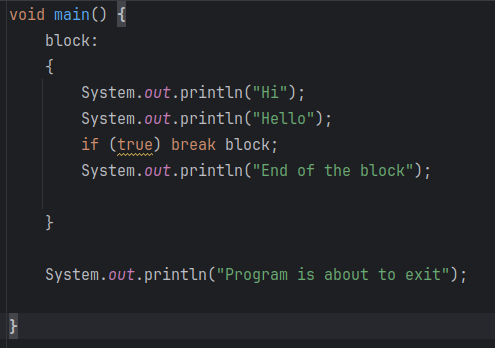 void main() {
    block:
    {
        System.out.println("Hi");
        System.out.println("Hello");
        if (true) break block;
        System.out.println("End of the block");
    }
    System.out.println("Program is about to exit");
}